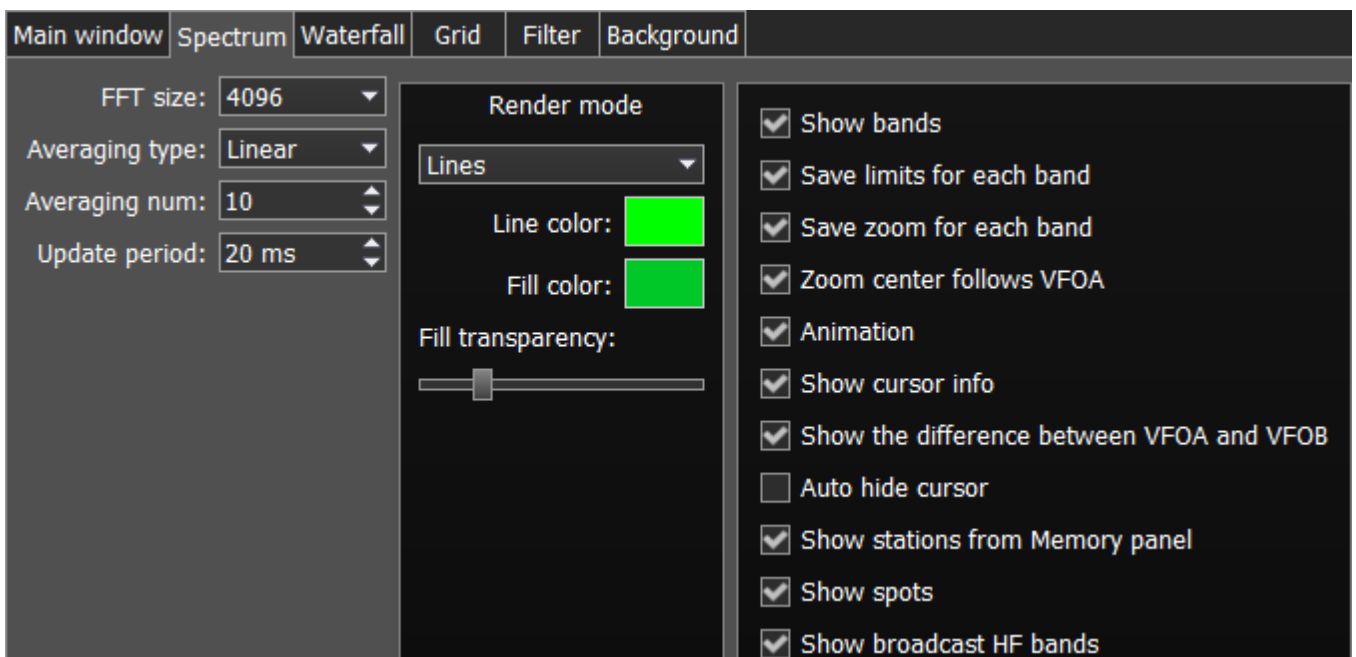 Main window Spectrum Waterfall Grid Filter Background
FFT size: 4096
Averaging type: Linear
Averaging num: 10
Update period: 20 ms
Render mode
Lines
Line color:
Fill color:
Fill transparency:
Show bands
Save limits for each band
Save zoom for each band
Zoom center follows VFOA
Animation
Show cursor info
Show the difference between VFOA and VFOB
Auto hide cursor
Show stations from Memory panel
Show spots
Show broadcast HF bands